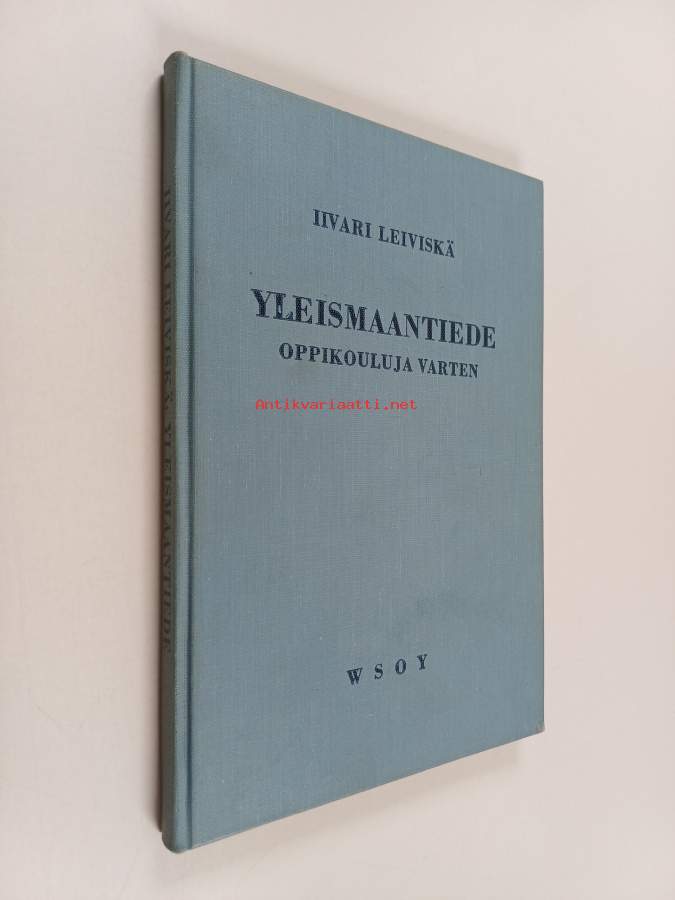 IIVARI LEIVISKÄ
YLEISMAANTIEDE
OPPIKOULUJA VARTEN
Antikvariaatti.net
WSOY
IIVARI LEIVISKÄ, YLEISMAANTIEDE